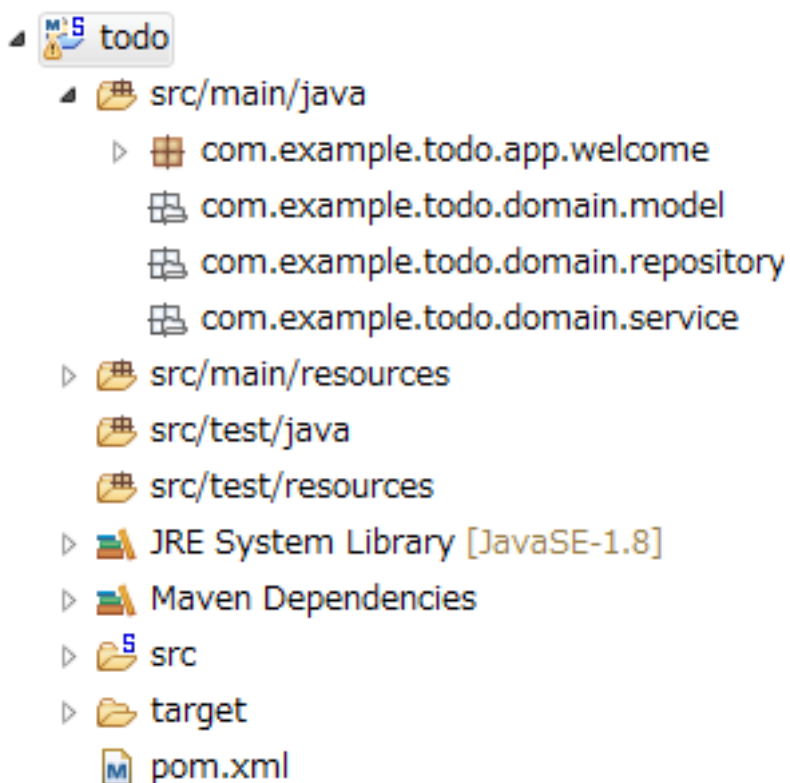 todo
src/main/java
com.example.todo.app.welcome
com.example.todo.domain.model
com.example.todo.domain.repository
com.example.todo.domain.service
src/main/resources
src/test/java
src/test/resources
JRE System Library [JavaSE-1.8]
Maven Dependencies
src
target
pom.xml